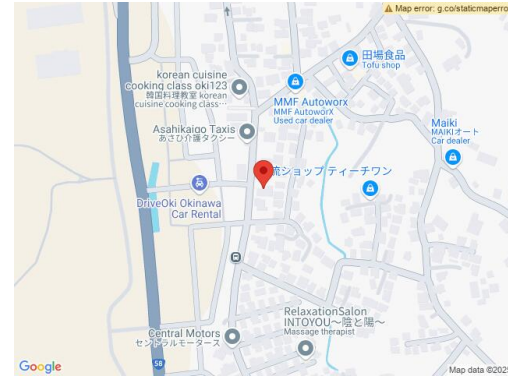 Map error: g.co/staticmaperro
田場食品
Tofu shop
korean cuisine
cooking class oki123
韓国料理教室 korean
cuisine cooking class…
MMF Autoworx
MMF AutoworX
Used car dealer
Maiki
MAIKIオート
Car dealer
Asahikaigo Taxis
あさひ介護タクシー
流ショップ ティーチワン
DriveOki Okinawa
Car Rental
RelaxationSalon
INTOYOU～陰と陽～
Massage therapist
Central Motors
セントラルモータース
58
Google
Map data ©2025